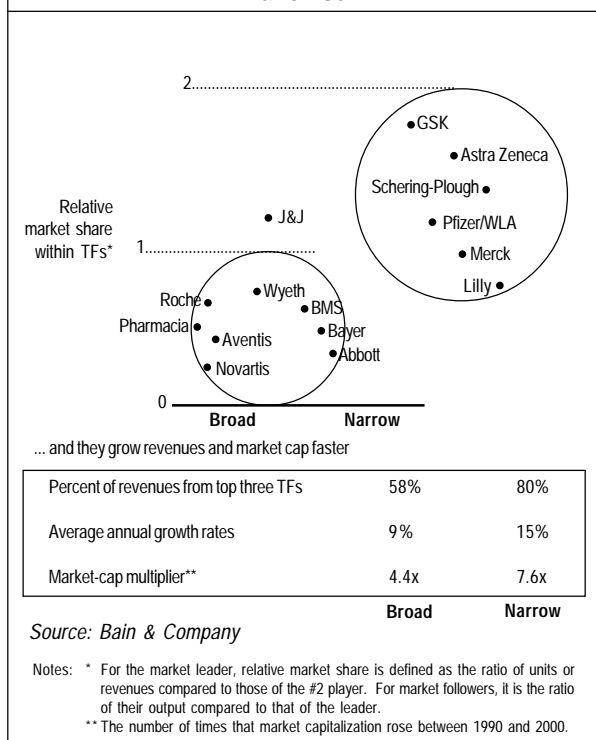 2
GSK
Astra Zeneca
Schering-Plough
Relative
market share
within TFs*
J&J
Pfizer/WLA
1
Merck
Lilly
Roche
Wyeth
BMS
Pharmacia
Aventis
Bayer
Abbott
Novartis
0
Broad Narrow
... and they grow revenues and market cap faster
Percent of revenues from top three TFs 58% 80%
Average annual growth rates 9% 15%
Market-cap multiplier** 4.4x 7.6x
Broad Narrow
Source: Bain & Company
Notes: * For the market leader, relative market share is defined as the ratio of units or
revenues compared to those of the #2 player. For market followers, it is the ratio
of their output compared to that of the leader.
** The number of times that market capitalization rose between 1990 and 2000.